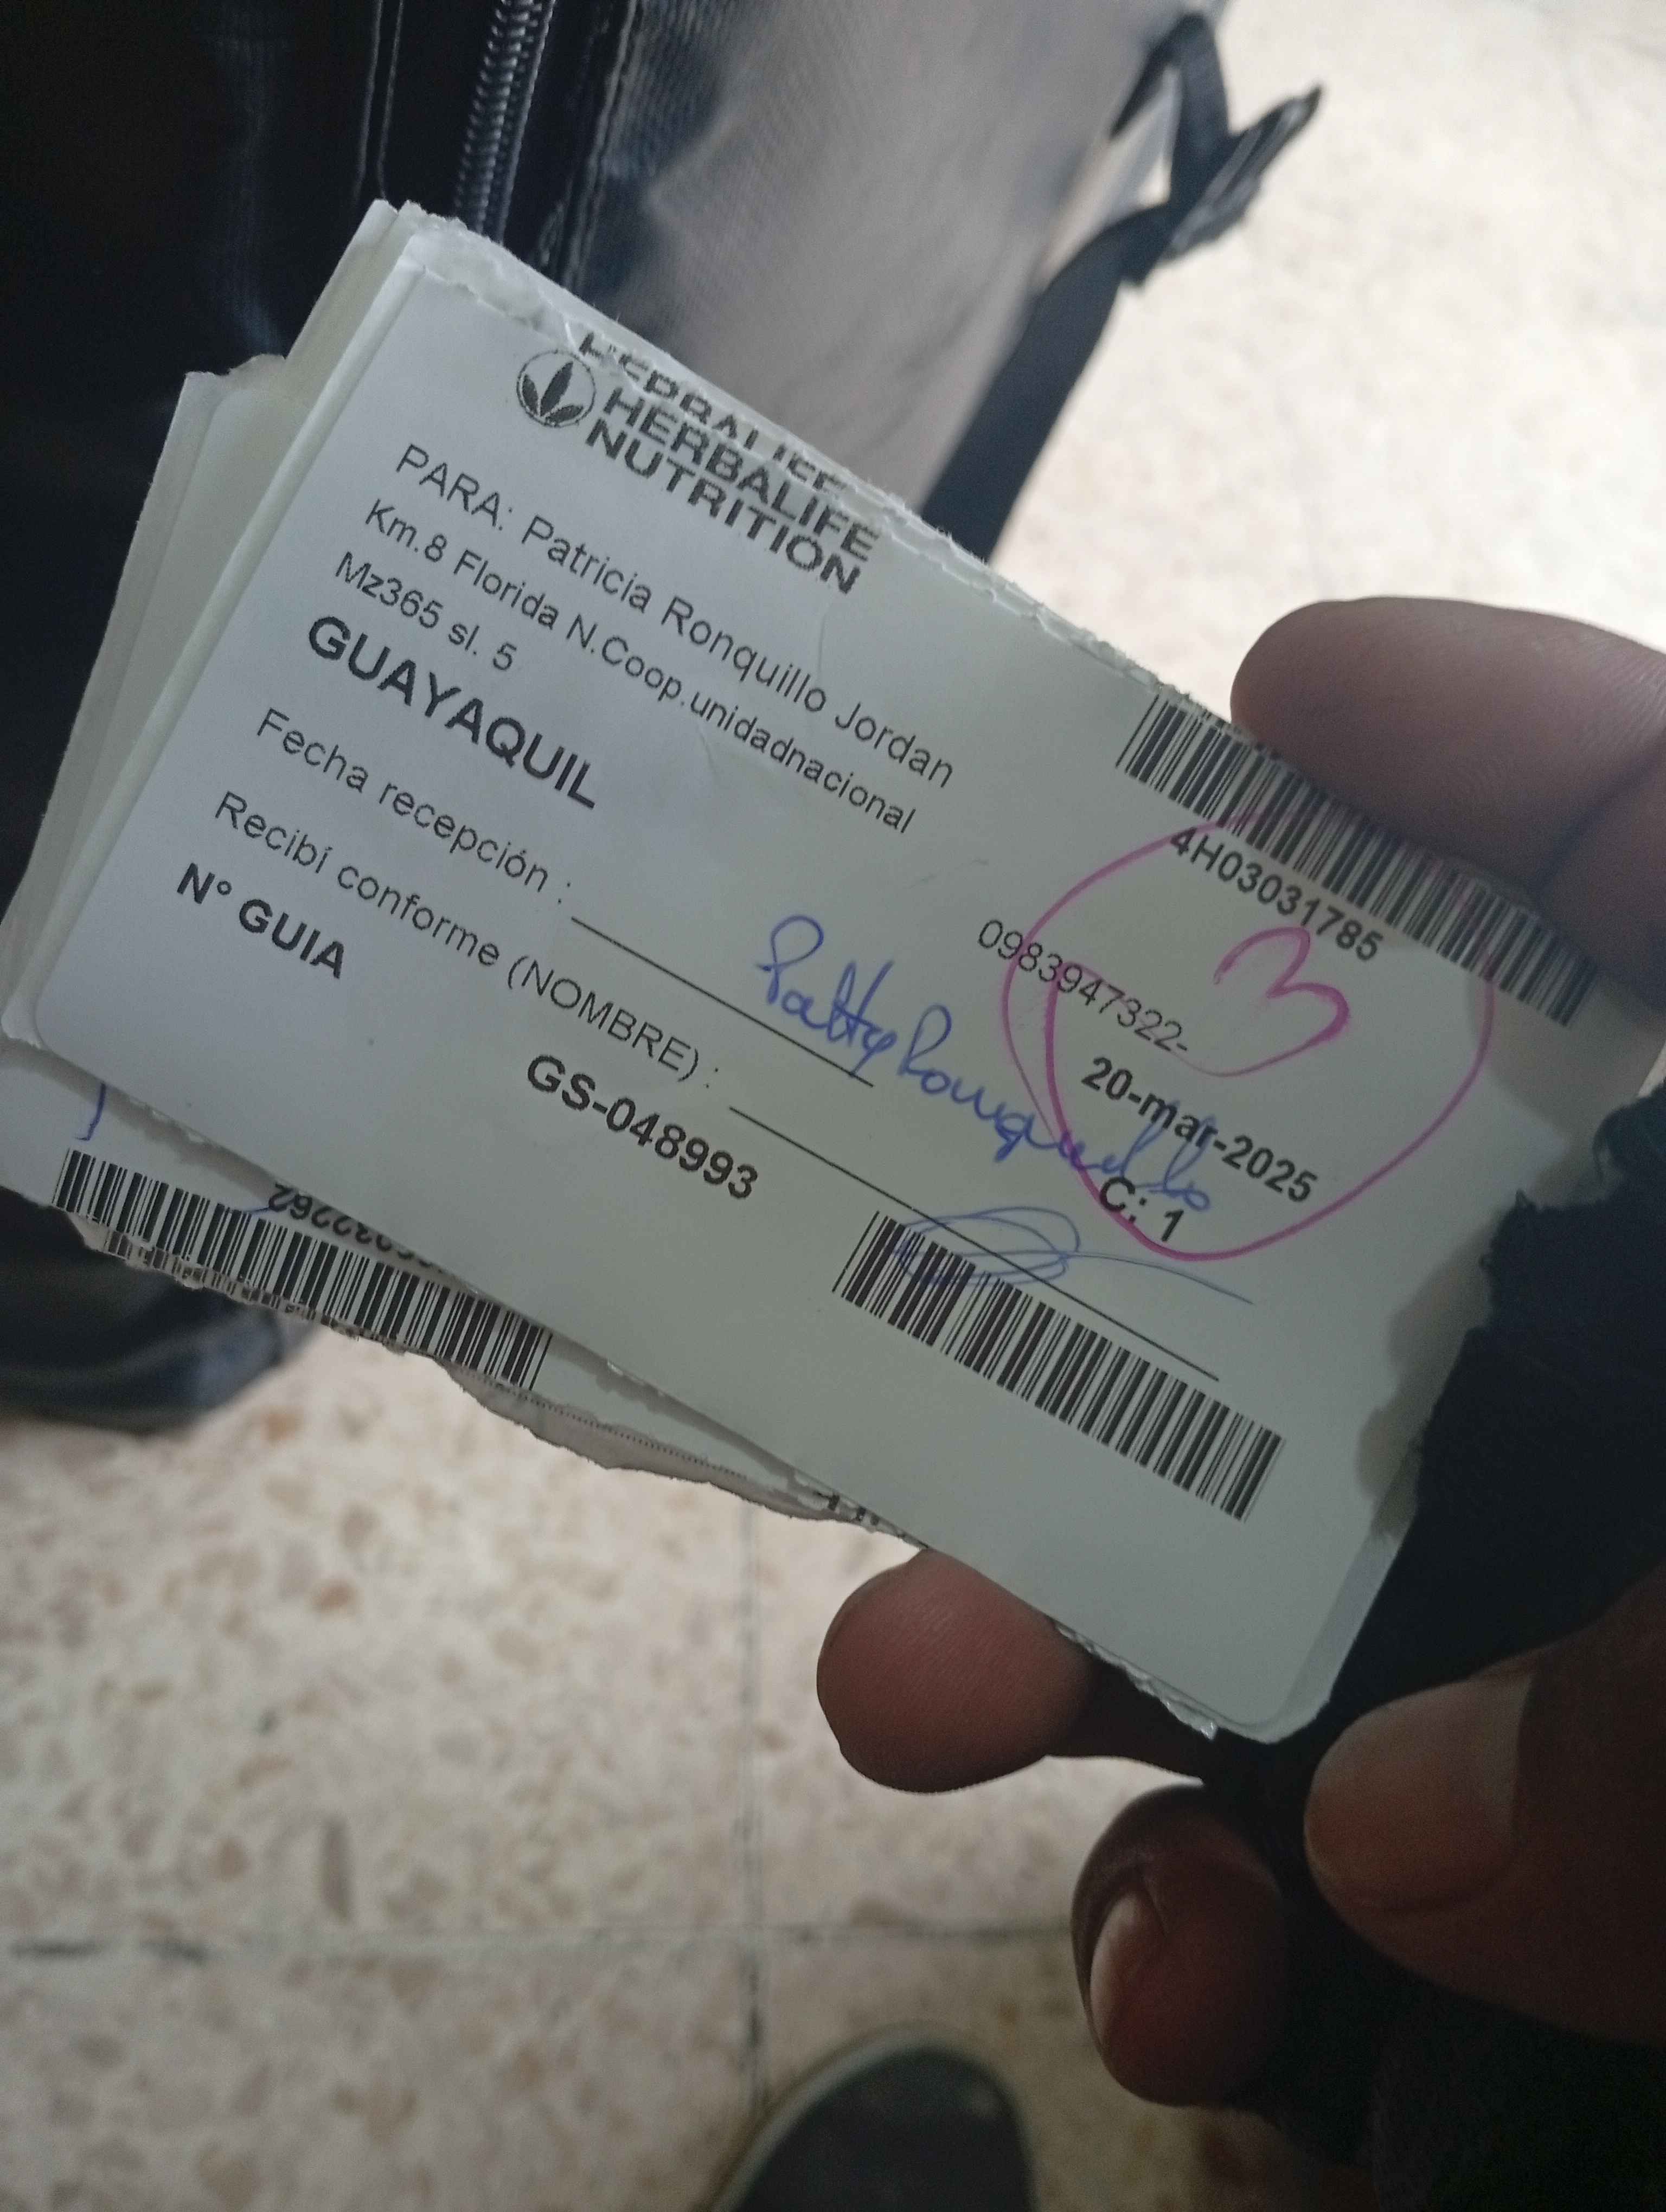 HERBALIFE
HERBALIFE
NUTRITION
PARA: Patricia Ronquillo Jordan
Km.8 Florida N.Coop.unidadnacional
Mz365 sl. 5
GUAYAQUIL
4H03031785
0983947322-
20-mar-2025
C: 1
Fecha recepción :
Patty Ronquillo
Recibí conforme (NOMBRE) :
N° GUIA
GS-048993